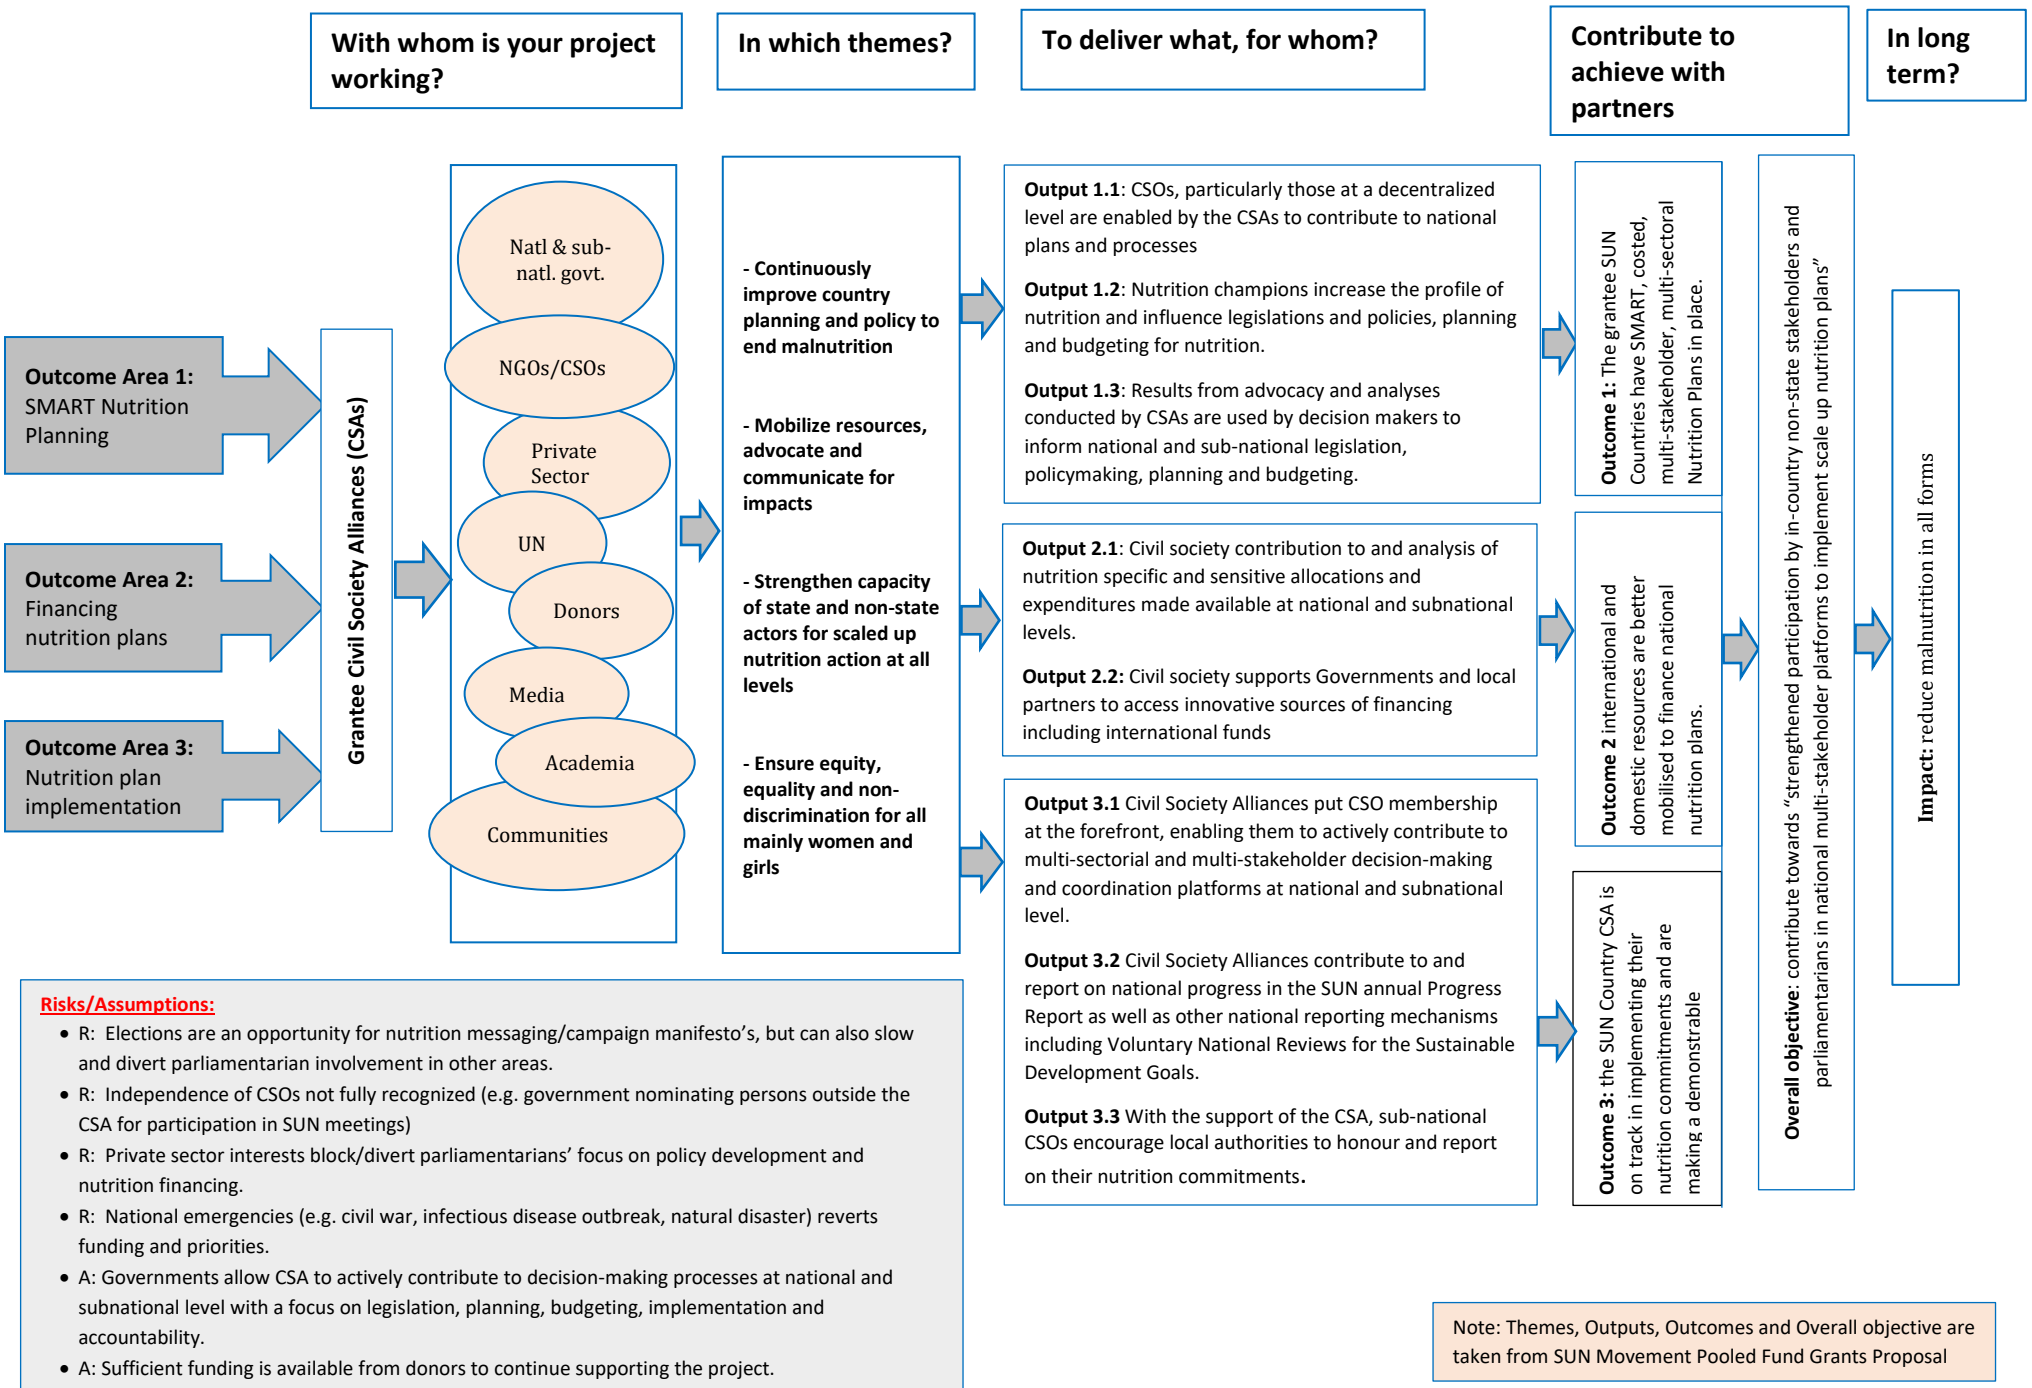 With whom is your project
working?
In which themes?
To deliver what, for whom?
Contribute to
achieve with
partners
In long
term?
Outcome Area 1:
SMART Nutrition
Planning
Outcome Area 2:
Financing
nutrition plans
Outcome Area 3:
Nutrition plan
implementation
Grantee Civil Society Alliances (CSAs)
Natl & sub-
natl. govt.
NGOs/CSOs
Private
Sector
UN
Donors
Media
Academia
Communities
- Continuously
improve country
planning and policy to
end malnutrition
- Mobilize resources,
advocate and
communicate for
impacts
- Strengthen capacity
of state and non-state
actors for scaled up
nutrition action at all
levels
- Ensure equity,
equality and non-
discrimination for all
mainly women and
girls
Output 1.1: CSOs, particularly those at a decentralized
level are enabled by the CSAs to contribute to national
plans and processes
Output 1.2: Nutrition champions increase the profile of
nutrition and influence legislations and policies, planning
and budgeting for nutrition.
Output 1.3: Results from advocacy and analyses
conducted by CSAs are used by decision makers to
inform national and sub-national legislation,
policymaking, planning and budgeting.
Output 2.1: Civil society contribution to and analysis of
nutrition specific and sensitive allocations and
expenditures made available at national and subnational
levels.
Output 2.2: Civil society supports Governments and local
partners to access innovative sources of financing
including international funds
Output 3.1 Civil Society Alliances put CSO membership
at the forefront, enabling them to actively contribute to
multi-sectorial and multi-stakeholder decision-making
and coordination platforms at national and subnational
level.
Output 3.2 Civil Society Alliances contribute to and
report on national progress in the SUN annual Progress
Report as well as other national reporting mechanisms
including Voluntary National Reviews for the Sustainable
Development Goals.
Output 3.3 With the support of the CSA, sub-national
CSOs encourage local authorities to honour and report
on their nutrition commitments.
Outcome 1: The grantee SUN
Countries have SMART, costed,
multi-stakeholder, multi-sectoral
Nutrition Plans in place.
Outcome 2 international and
domestic resources are better
mobilised to finance national
nutrition plans.
Outcome 3: the SUN Country CSA is
on track in implementing their
nutrition commitments and are
making a demonstrable
Overall objective: contribute towards “strengthened participation by in-country non-state stakeholders and
parliamentarians in national multi-stakeholder platforms to implement scale up nutrition plans”
Impact: reduce malnutrition in all forms
Risks/Assumptions:
• R: Elections are an opportunity for nutrition messaging/campaign manifesto’s, but can also slow
and divert parliamentarian involvement in other areas.
• R: Independence of CSOs not fully recognized (e.g. government nominating persons outside the
CSA for participation in SUN meetings)
• R: Private sector interests block/divert parliamentarians’ focus on policy development and
nutrition financing.
• R: National emergencies (e.g. civil war, infectious disease outbreak, natural disaster) reverts
funding and priorities.
• A: Governments allow CSA to actively contribute to decision-making processes at national and
subnational level with a focus on legislation, planning, budgeting, implementation and
accountability.
• A: Sufficient funding is available from donors to continue supporting the project.
Note: Themes, Outputs, Outcomes and Overall objective are
taken from SUN Movement Pooled Fund Grants Proposal